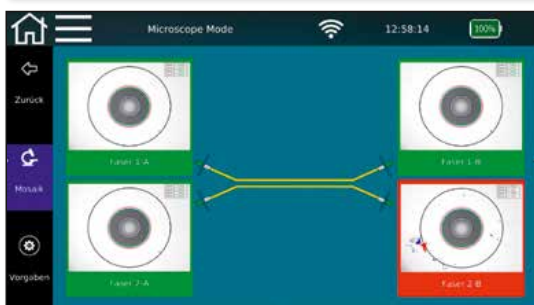 Microscope Mode 12:58:14 100%
Zurück
Faser 1-A
Faser 1-B
Mosaik
Vorgaben
Faser 2-A
Faser 2-B